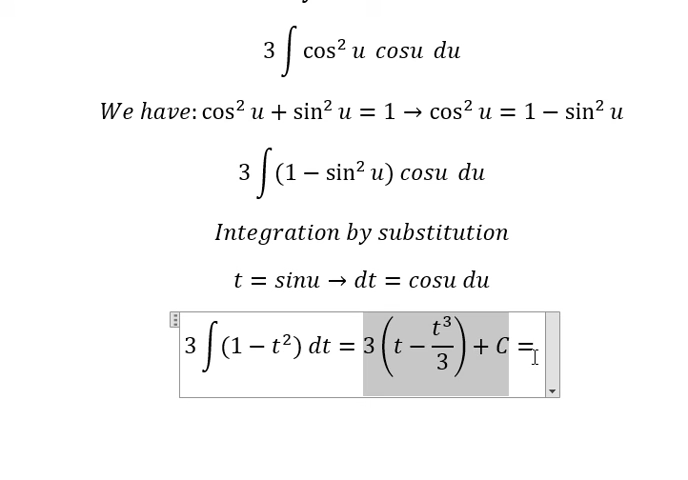 3 ∫ cos² u cosu du
We have: cos² u + sin² u = 1 → cos² u = 1 − sin² u
3 ∫ (1 − sin² u) cosu du
Integration by substitution
t = sinu → dt = cosu du
3 ∫ (1 − t²) dt = 3 (t − t³/3) + C =